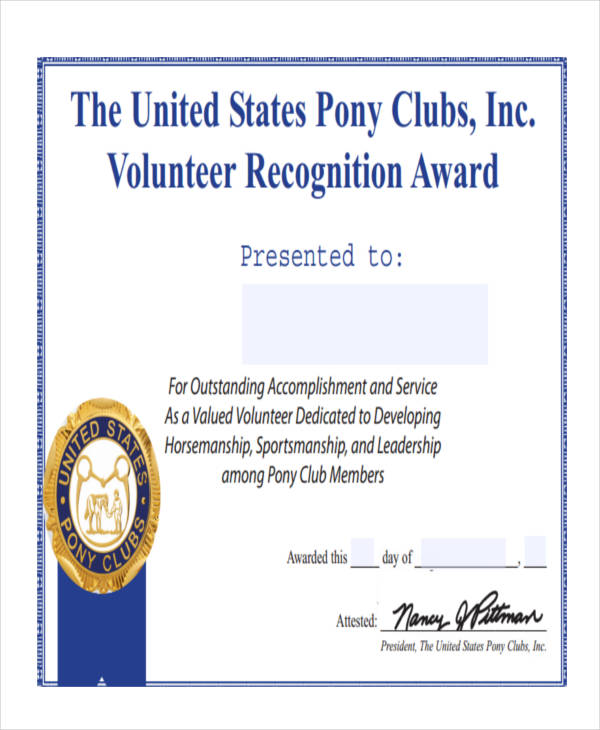 The United States Pony Clubs, Inc.
Volunteer Recognition Award
Presented to:
For Outstanding Accomplishment and Service
As a Valued Volunteer Dedicated to Developing
Horsemanship, Sportsmanship, and Leadership
among Pony Club Members
UNITED STATES
PONY CLUBS
Awarded this ____ day of ______________, ___
Attested: Nancy J Pittman
President, The United States Pony Clubs, Inc.